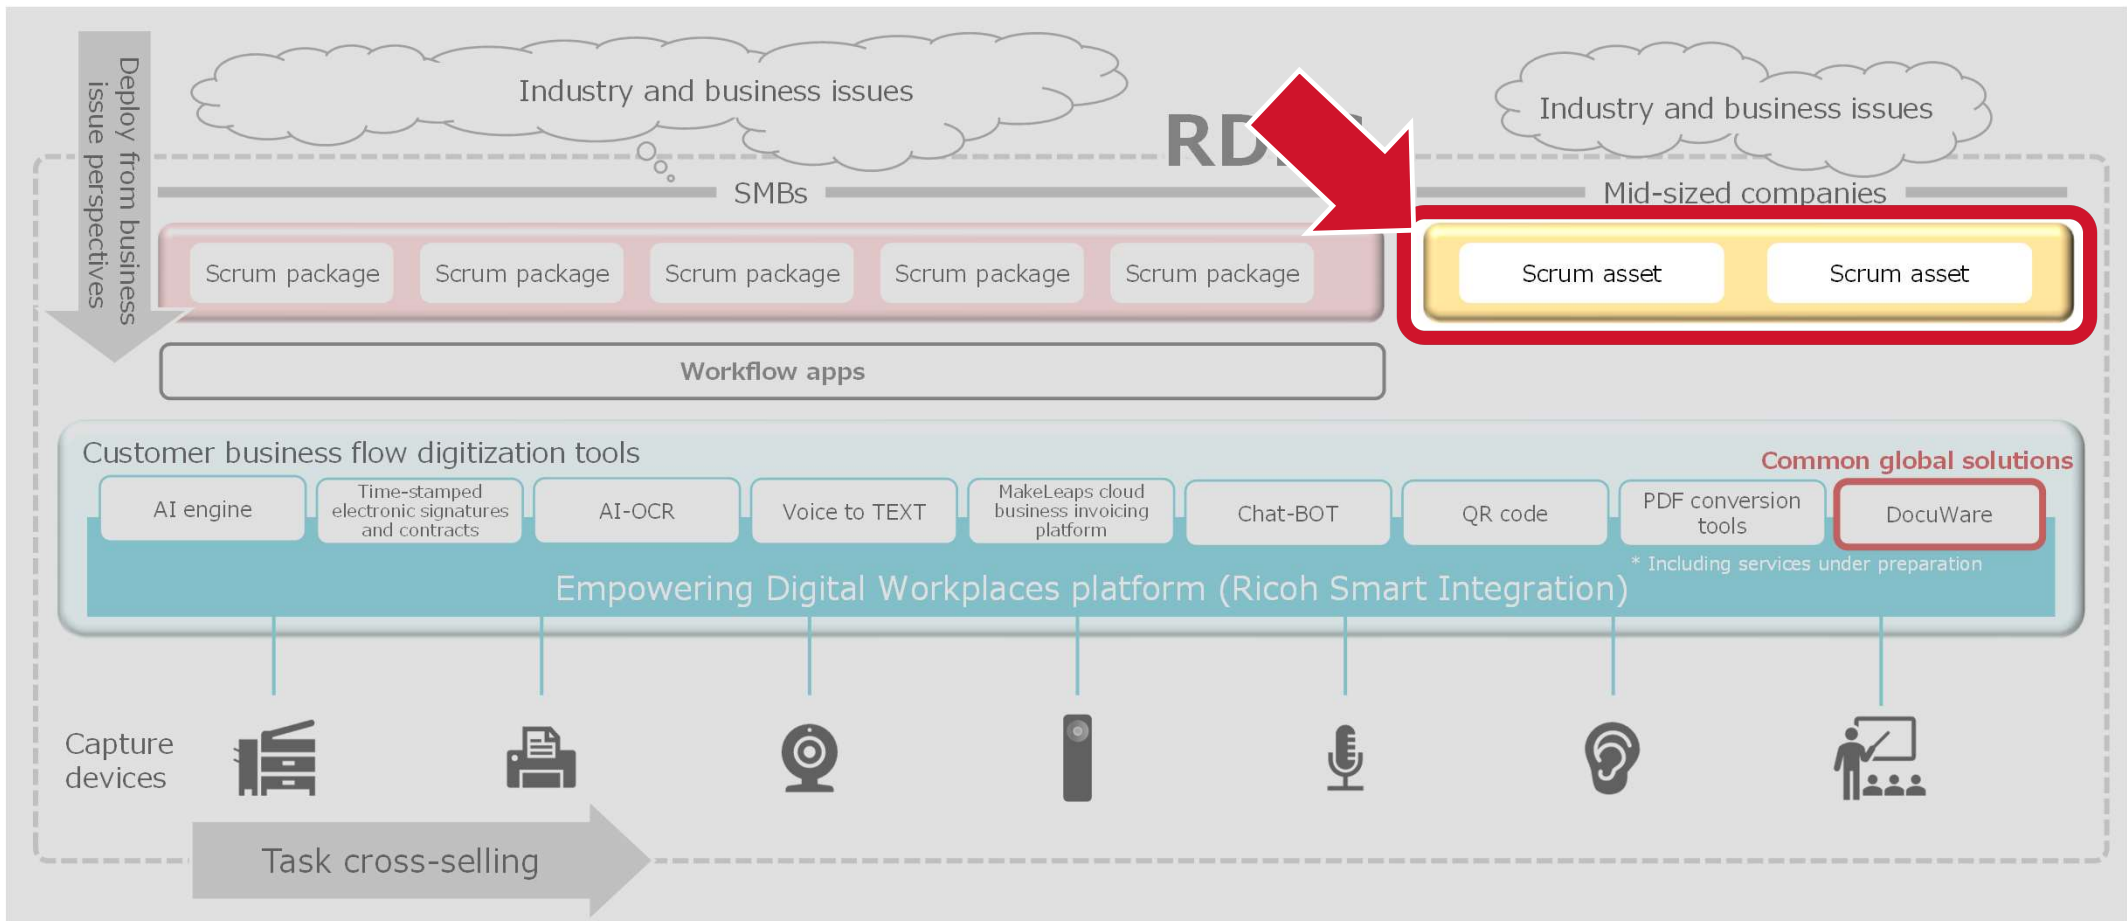 Deploy from business
issue perspectives
Industry and business issues
Industry and business issues
SMBs
Mid-sized companies
Scrum package
Scrum package
Scrum package
Scrum package
Scrum package
Scrum asset
Scrum asset
Workflow apps
Customer business flow digitization tools
Common global solutions
AI engine
Time-stamped
electronic signatures
and contracts
AI-OCR
Voice to TEXT
MakeLeaps cloud
business invoicing
platform
Chat-BOT
QR code
PDF conversion
tools
DocuWare
* Including services under preparation
Empowering Digital Workplaces platform (Ricoh Smart Integration)
Capture
devices
Task cross-selling